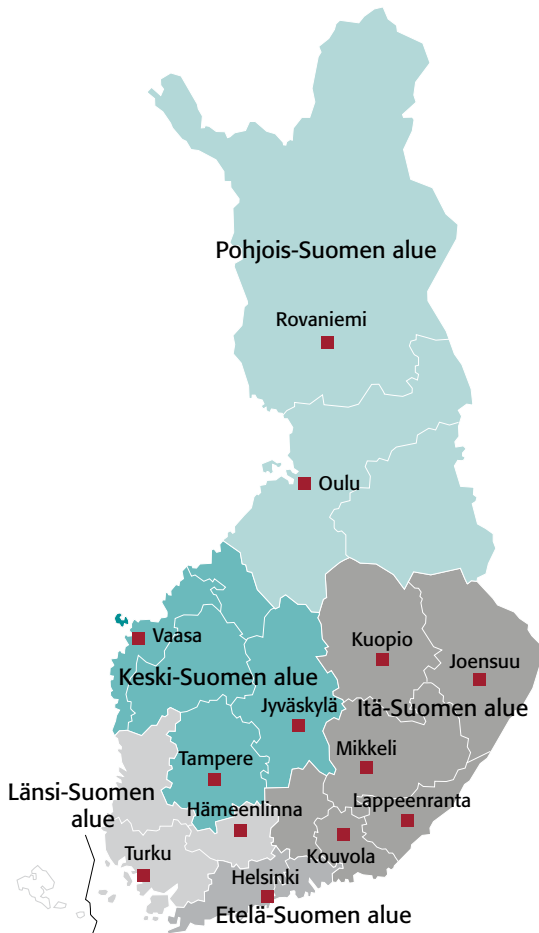 Pohjois-Suomen alue
Rovaniemi
Oulu
Vaasa
Kuopio
Joensuu
Keski-Suomen alue
Jyväskylä
Itä-Suomen alue
Mikkeli
Tampere
Länsi-Suomen
alue
Hämeenlinna
Lappeenranta
Turku
Kouvola
Helsinki
Etelä-Suomen alue